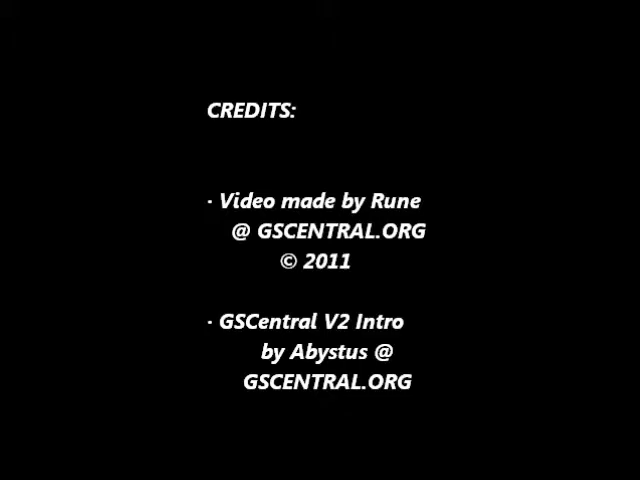 CREDITS:
· Video made by Rune
@ GSCENTRAL.ORG
© 2011
· GSCentral V2 Intro
by Abystus @
GSCENTRAL.ORG